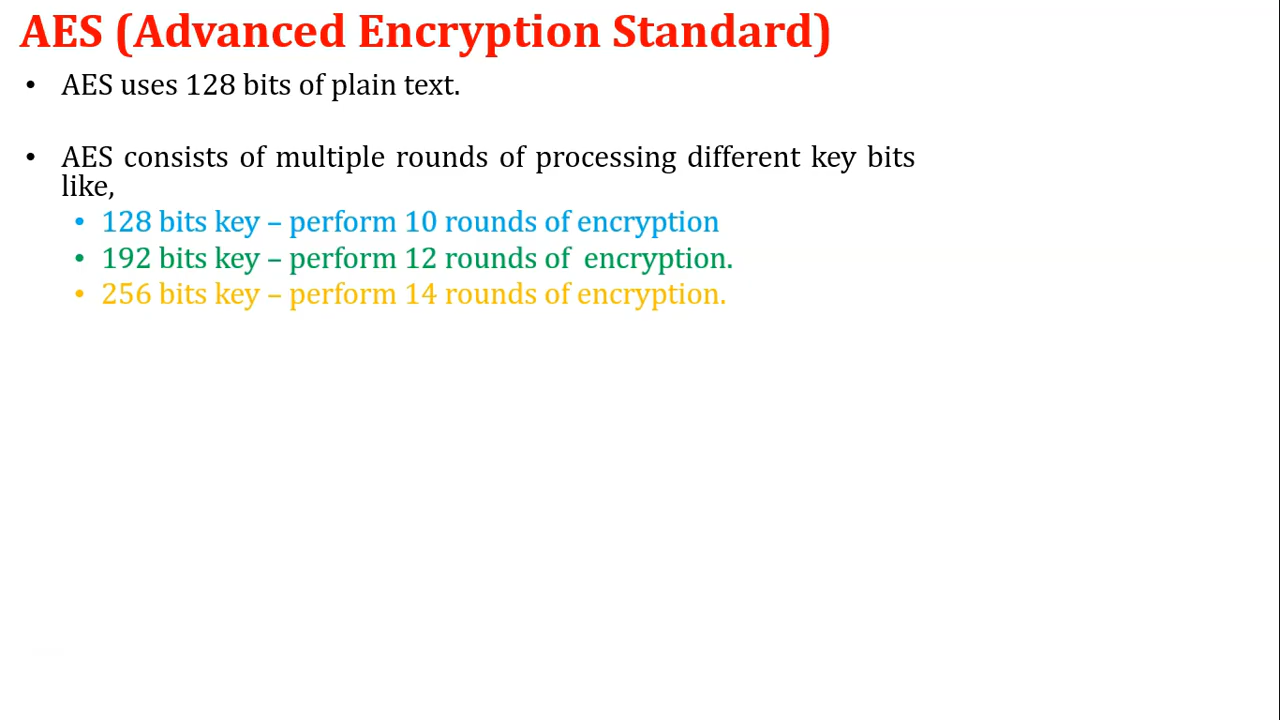 AES (Advanced Encryption Standard)
• AES uses 128 bits of plain text.
• AES consists of multiple rounds of processing different key bits
like,
• 128 bits key – perform 10 rounds of encryption
• 192 bits key – perform 12 rounds of  encryption.
• 256 bits key – perform 14 rounds of encryption.